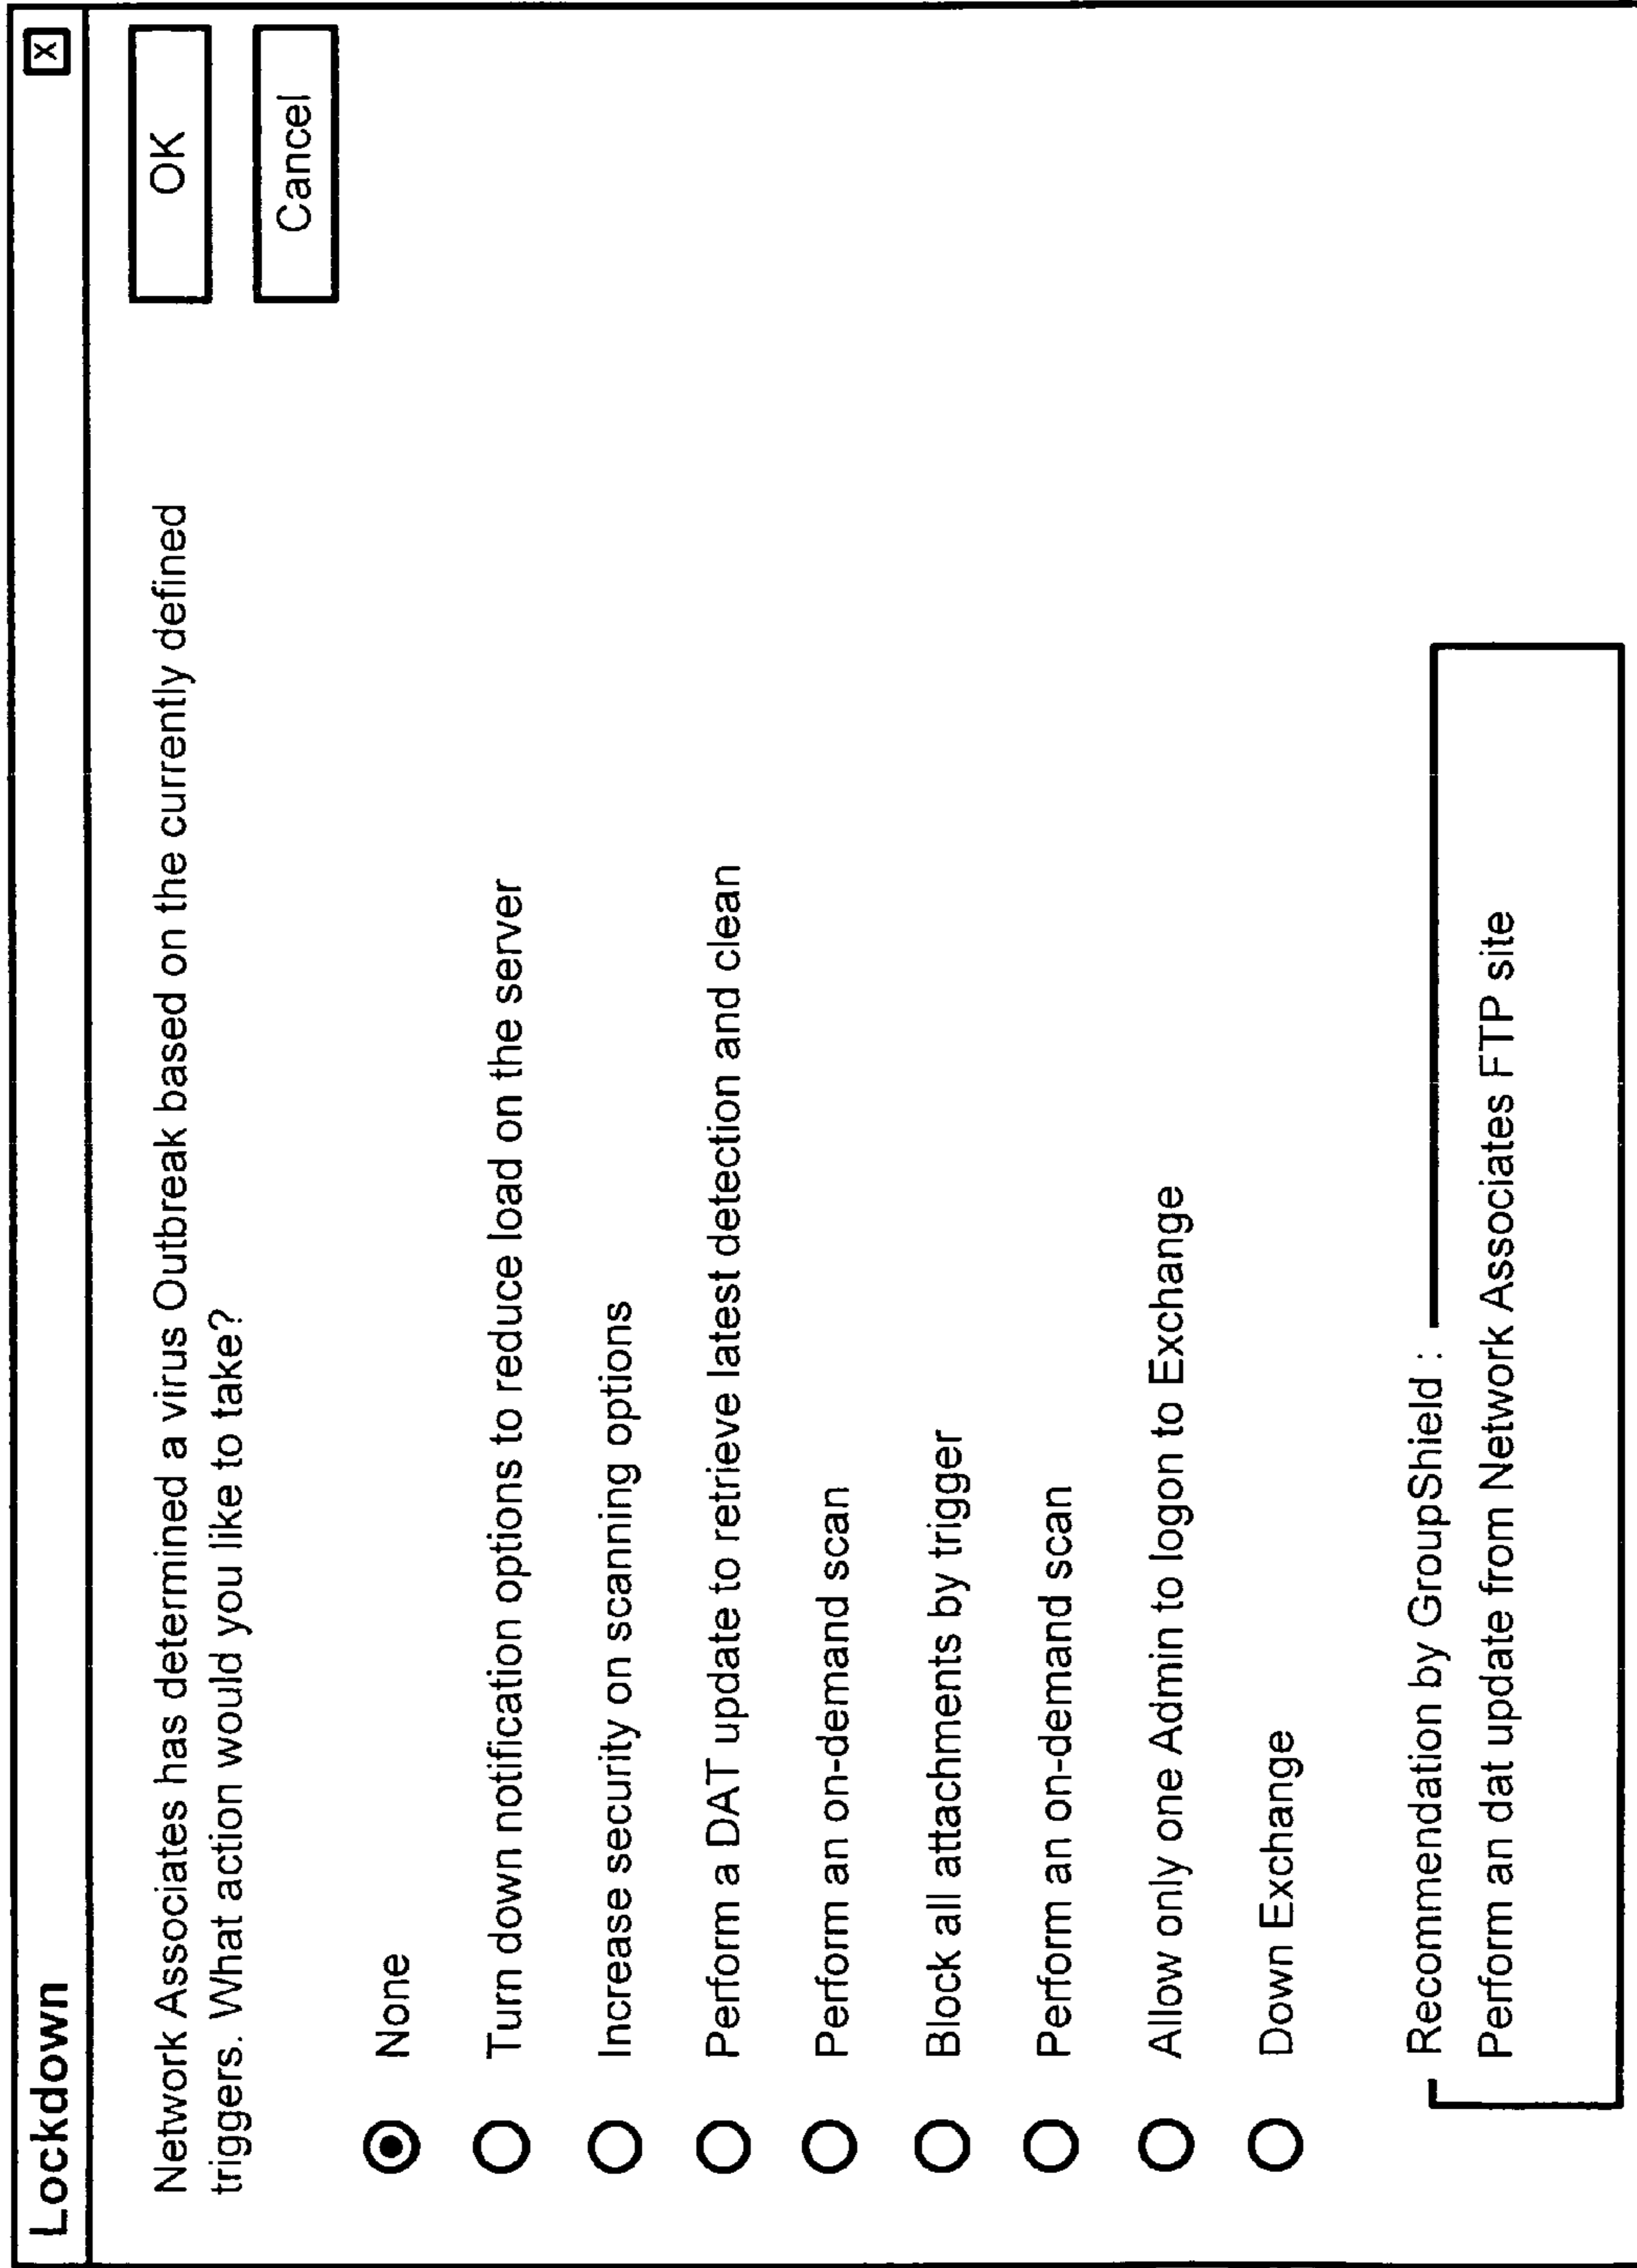 Lockdown
X
Network Associates has determined a virus Outbreak based on the currently defined
triggers. What action would you like to take?
OK
Cancel
None
Turn down notification options to reduce load on the server
Increase security on scanning options
Perform a DAT update to retrieve latest detection and clean
Perform an on-demand scan
Block all attachments by trigger
Perform an on-demand scan
Allow only one Admin to logon to Exchange
Down Exchange
Recommendation by GroupShield :
Perform an dat update from Network Associates FTP site